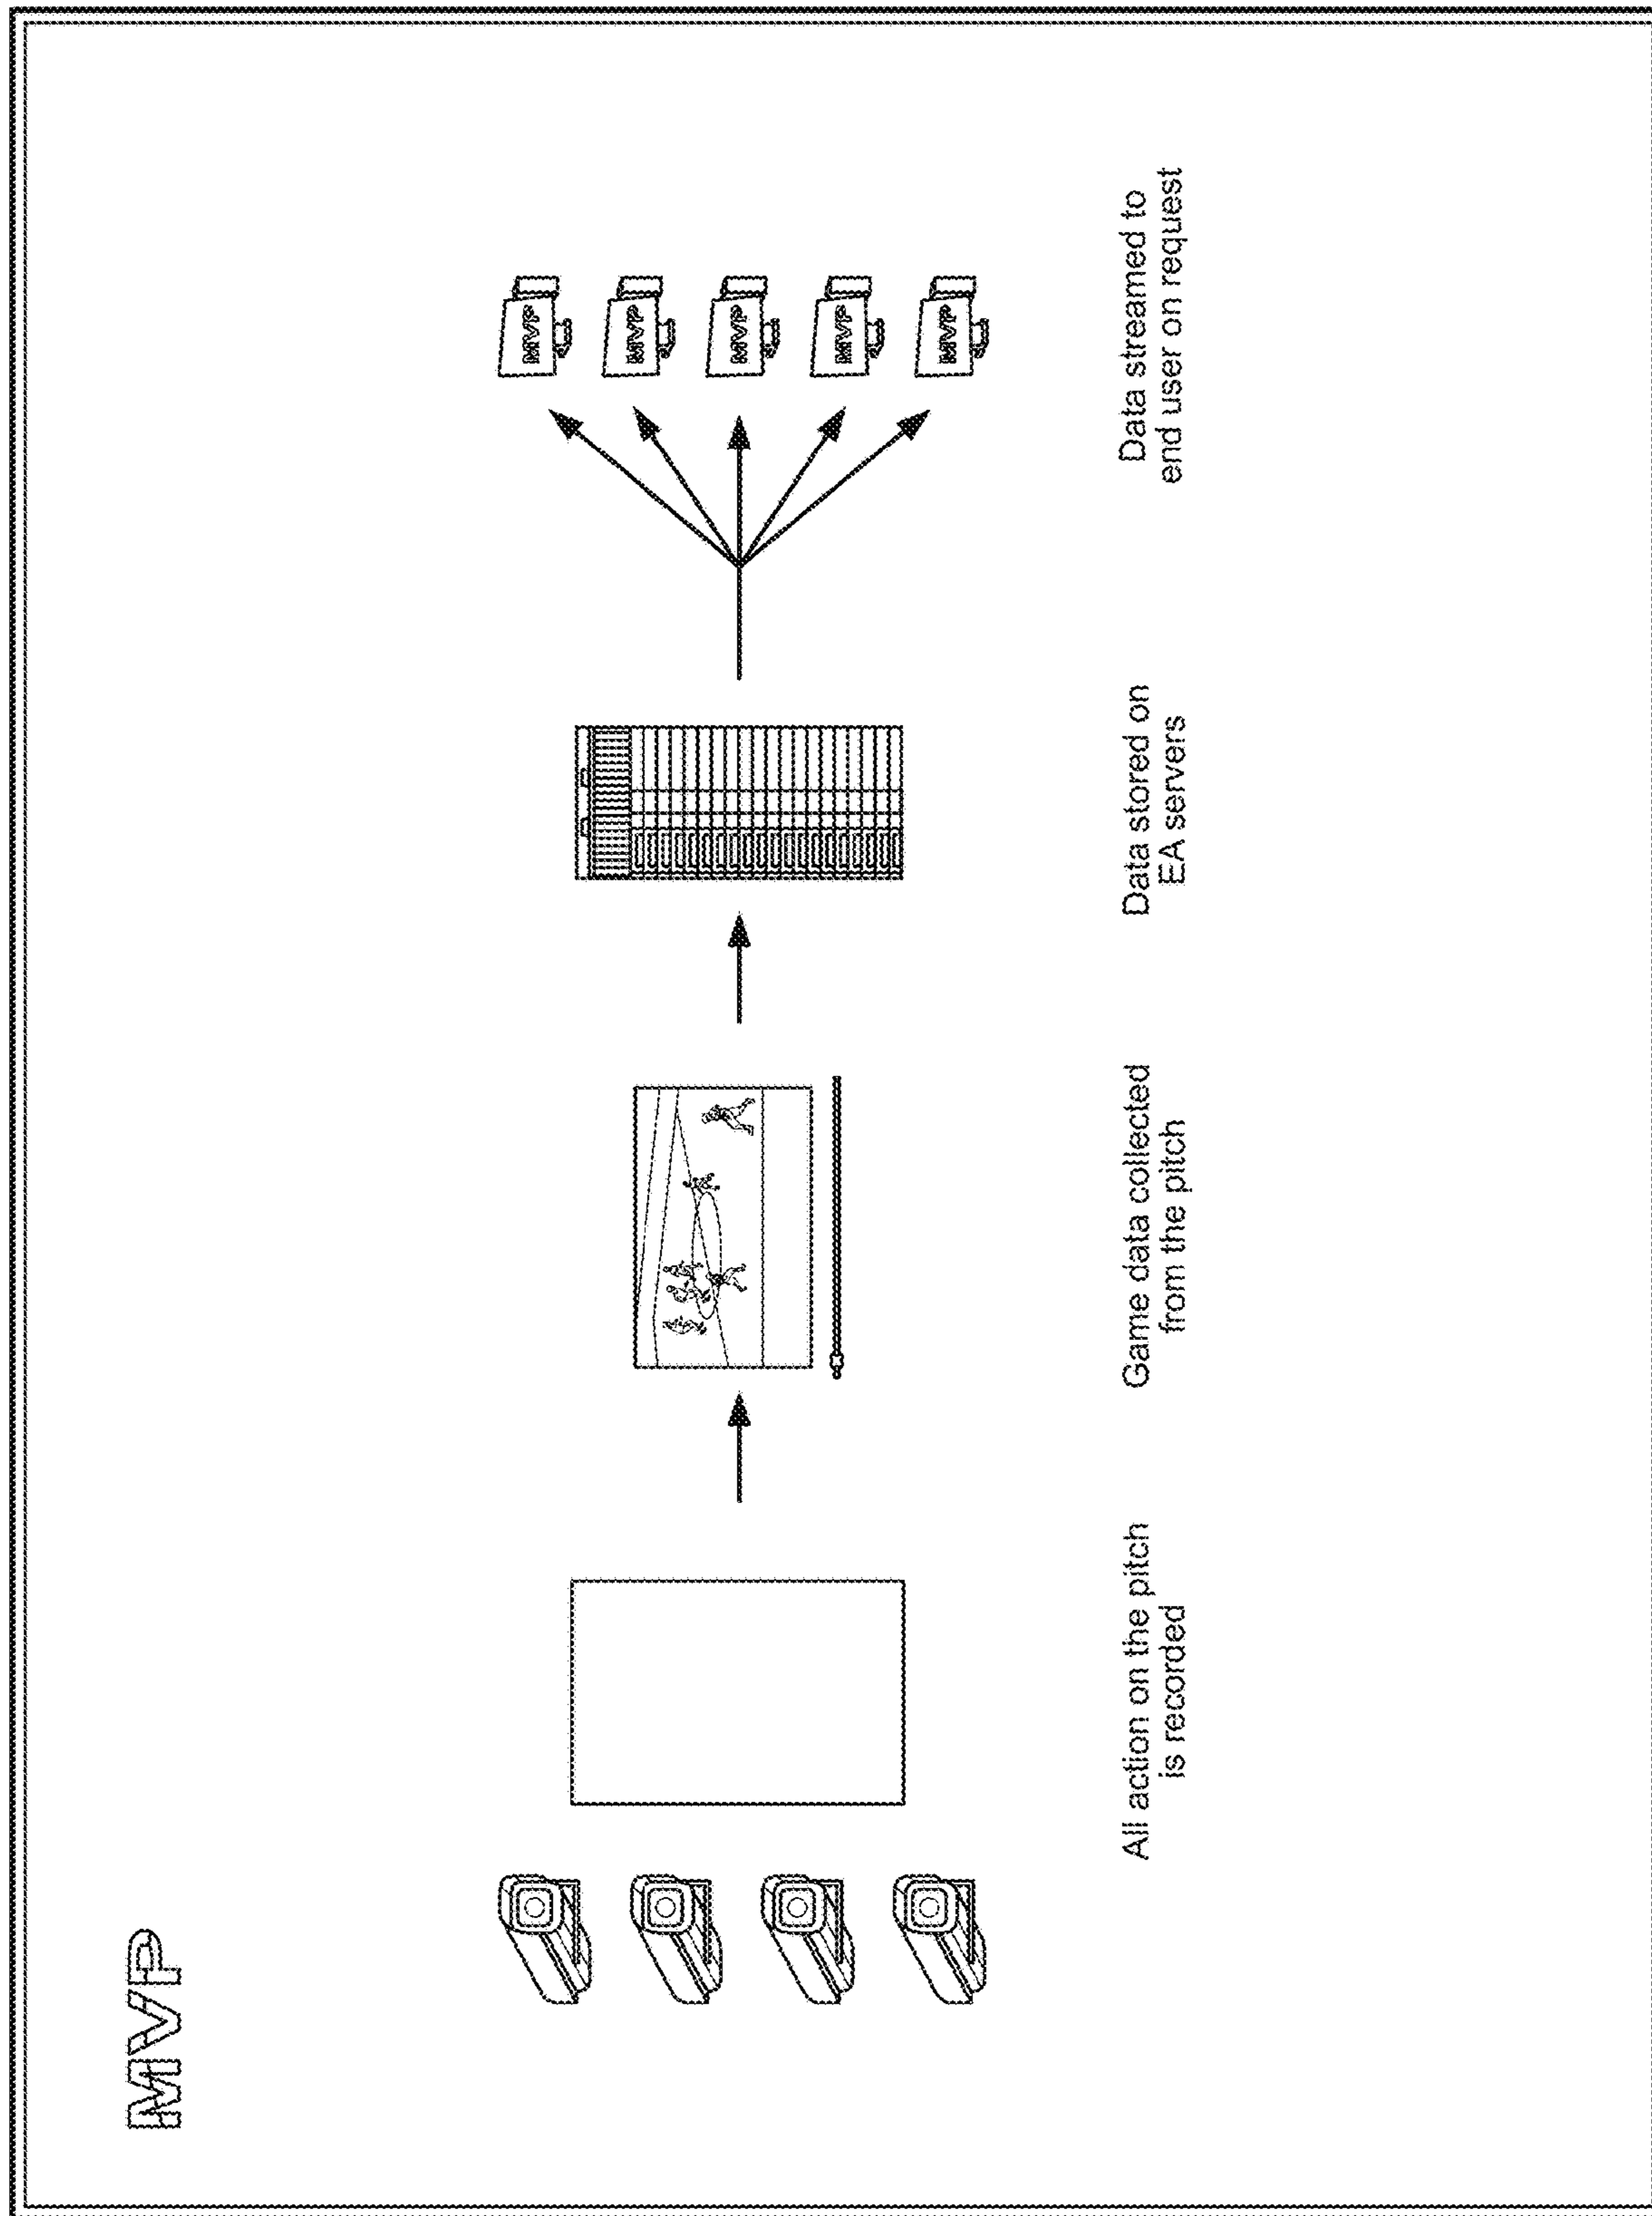 MVP
MVP
MVP
MVP
MVP
MVP
All action on the pitch
is recorded
Game data collected
from the pitch
Data stored on
EA servers
Data streamed to
end user on request